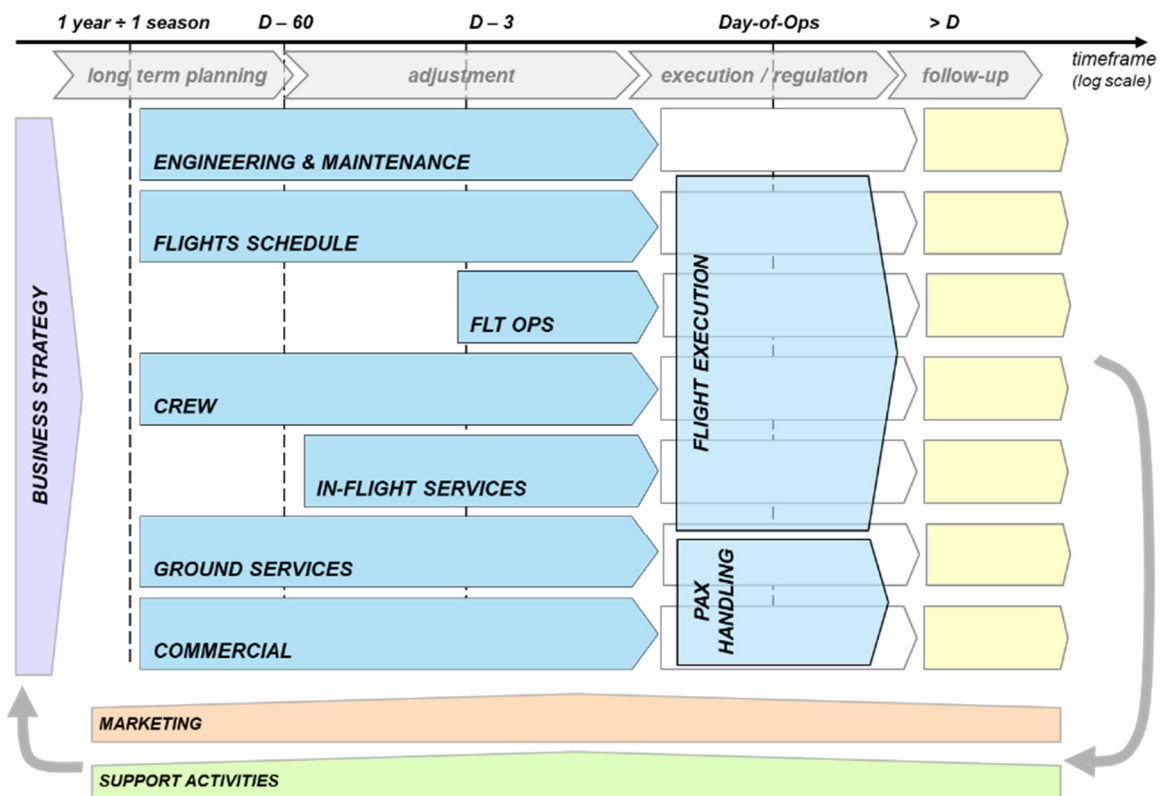 1 year ÷ 1 season
D – 60
D – 3
Day-of-Ops
> D
timeframe
(log scale)
long term planning
adjustment
execution / regulation
follow-up
BUSINESS STRATEGY
ENGINEERING & MAINTENANCE
FLIGHTS SCHEDULE
FLT OPS
CREW
IN-FLIGHT SERVICES
GROUND SERVICES
COMMERCIAL
FLIGHT EXECUTION
PAX
HANDLING
MARKETING
SUPPORT ACTIVITIES